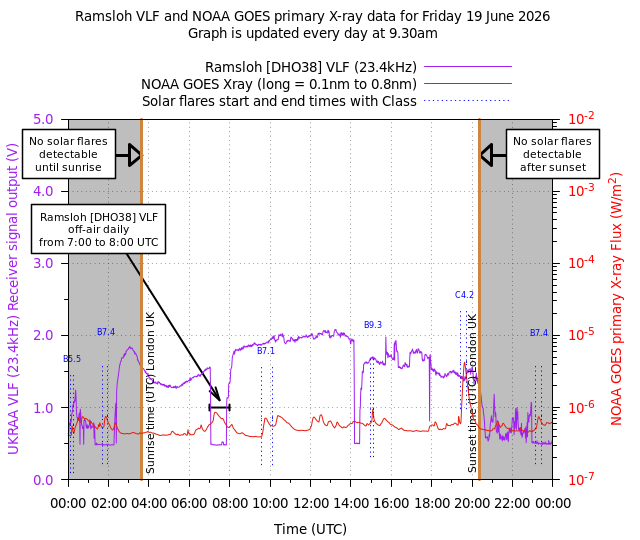 Ramsloh VLF and NOAA GOES primary X-ray data for Friday 19 June 2026
Graph is updated every day at 9.30am
Ramsloh [DHO38] VLF (23.4kHz)
NOAA GOES Xray (long = 0.1nm to 0.8nm)
Solar flares start and end times with Class
5.0
4.0
3.0
2.0
1.0
0.0
UKRAA VLF (23.4kHz) Receiver signal output (V)
No solar flares
detectable
until sunrise
Ramsloh [DHO38] VLF
off-air daily
from 7:00 to 8:00 UTC
No solar flares
detectable
after sunset
B5.5
B7.4
B7.1
B9.3
C4.2
B7.4
Sunrise time (UTC) London UK
Sunset time (UTC) London UK
10-2
10-3
10-4
10-5
10-6
10-7
NOAA GOES primary X-ray Flux (W/m2)
00:00 02:00 04:00 06:00 08:00 10:00 12:00 14:00 16:00 18:00 20:00 22:00 00:00
Time (UTC)